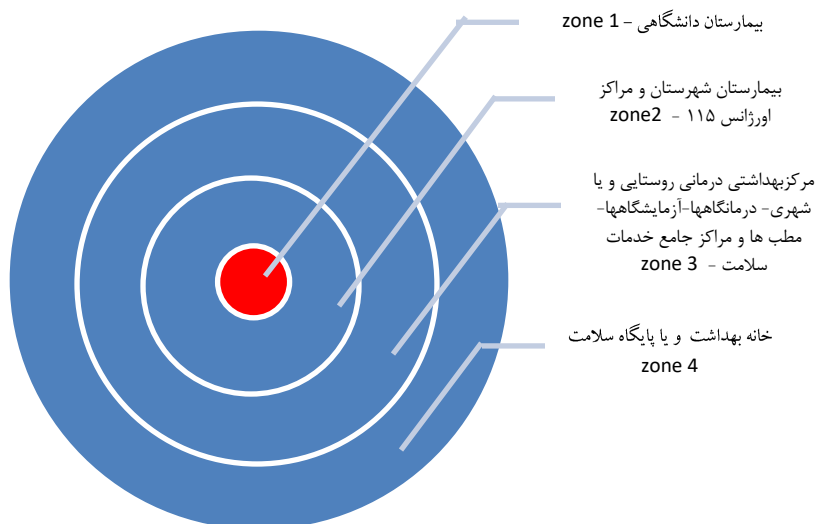 بیمارستان دانشگاهی – zone 1
بیمارستان شهرستان و مراکز
اورژانس ۱۱۵ - zone2
مرکزبهداشتی درمانی روستایی و یا
شهری- درمانگاهها-آزمایشگاهها-
مطب ها و مراکز جامع خدمات
سلامت - zone 3
خانه بهداشت و یا پایگاه سلامت
zone 4